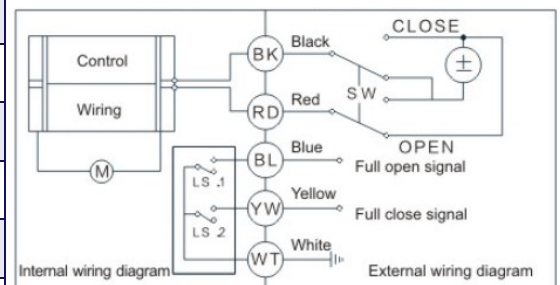 CLOSE
Control
Wiring
M
BK Black
±
SW
RD Red
OPEN
BL Blue
Full open signal
LS .1
YW Yellow
Full close signal
LS 2
WT White
Internal wiring diagram
External wiring diagram